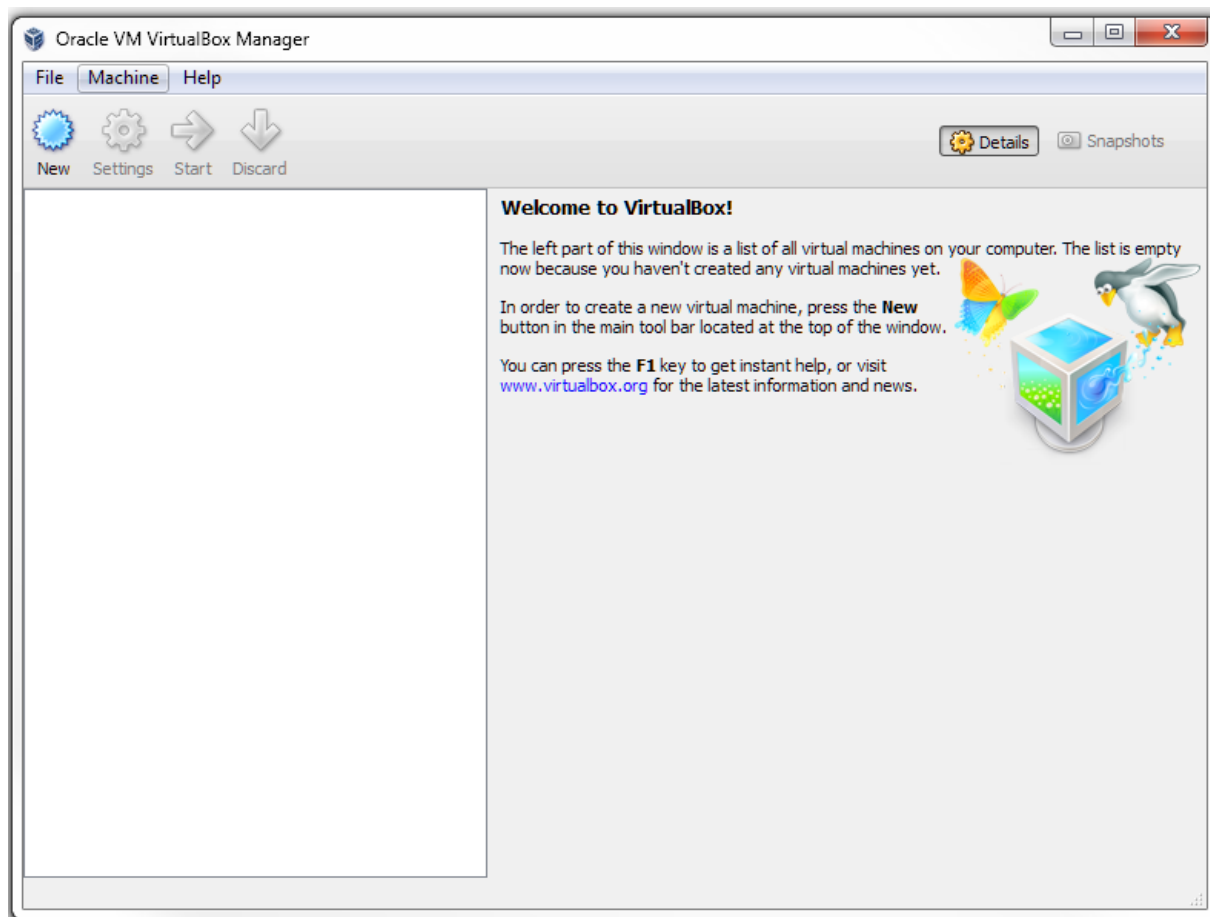 Oracle VM VirtualBox Manager
File Machine Help
New Settings Start Discard
Details Snapshots
Welcome to VirtualBox!
The left part of this window is a list of all virtual machines on your computer. The list is empty
now because you haven't created any virtual machines yet.
In order to create a new virtual machine, press the New
button in the main tool bar located at the top of the window.
You can press the F1 key to get instant help, or visit
www.virtualbox.org for the latest information and news.